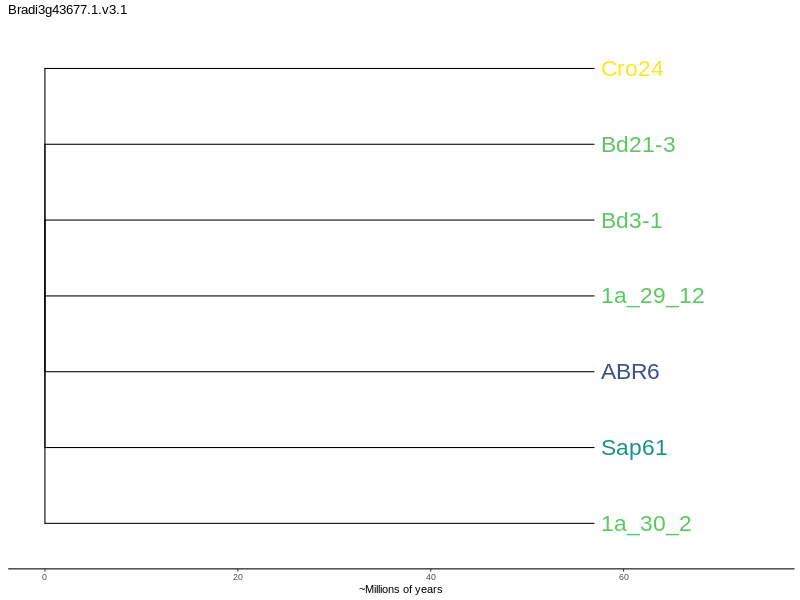 Bradi3g43677.1.v3.1
Cro24
Bd21-3
Bd3-1
1a_29_12
ABR6
Sap61
1a_30_2
0 20 40 60
~Millions of years